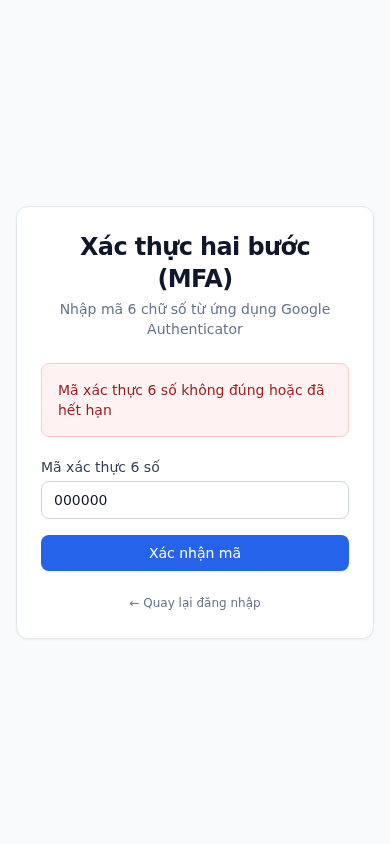 Xác thực hai bước
(MFA)
Nhập mã 6 chữ số từ ứng dụng Google
Authenticator
Mã xác thực 6 số không đúng hoặc đã
hết hạn
Mã xác thực 6 số
000000
Xác nhận mã
← Quay lại đăng nhập